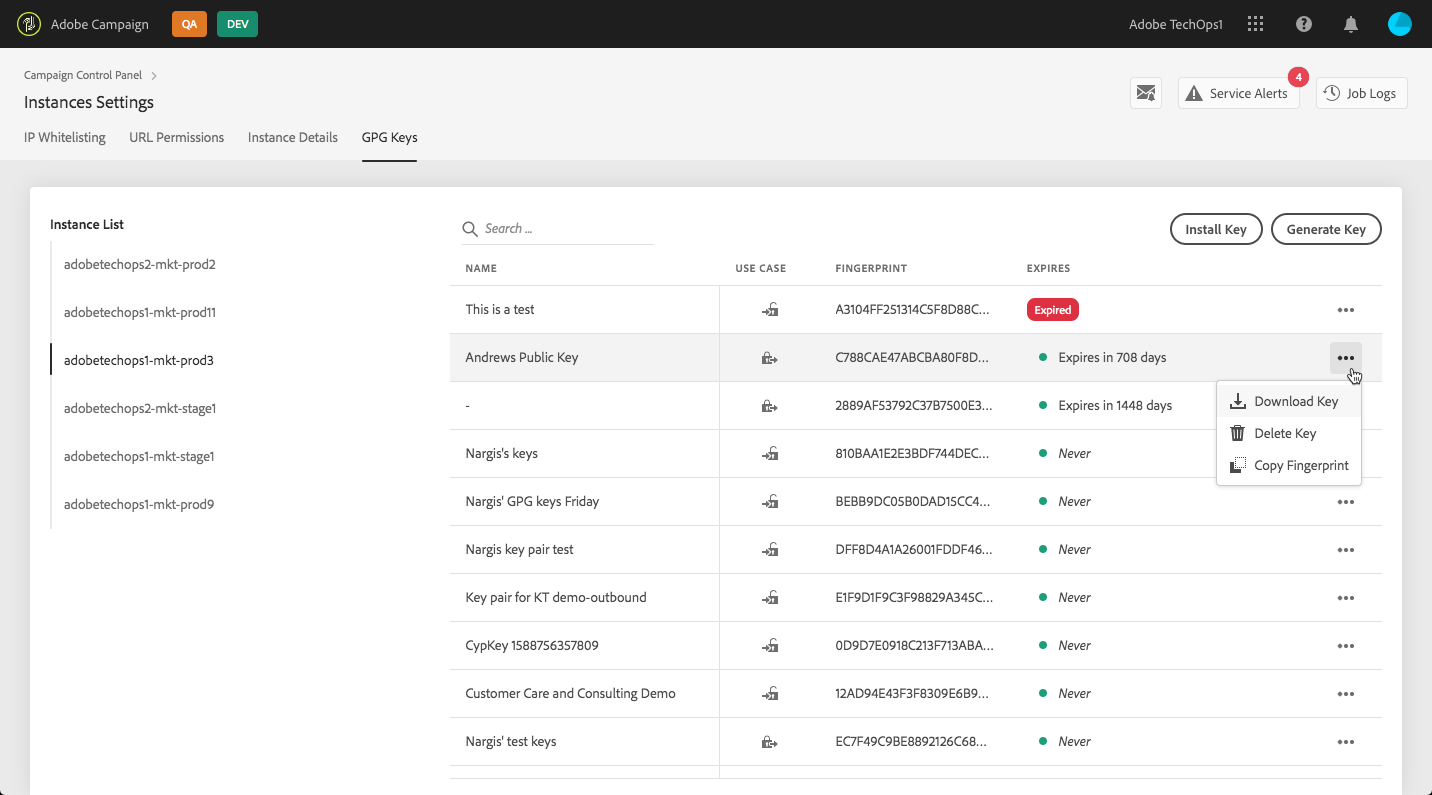 Adobe Campaign QA DEV Adobe TechOps1
Campaign Control Panel
Instances Settings
4
Service Alerts Job Logs
IP Whitelisting URL Permissions Instance Details GPG Keys
Instance List
adobetechops2-mkt-prod2
adobetechops1-mkt-prod11
adobetechops1-mkt-prod3
adobetechops2-mkt-stage1
adobetechops1-mkt-stage1
adobetechops1-mkt-prod9
Search ... Install Key Generate Key
NAME USE CASE FINGERPRINT EXPIRES
This is a test A3104FF251314C5F8D88C... Expired
Andrews Public Key C788CAE47ABCBA80F8D... Expires in 708 days
- 2889AF53792C37B7500E3... Expires in 1448 days
Download Key
Delete Key
Copy Fingerprint
Nargis's keys 810BAA1E2E3BDF744DEC... Never
Nargis' GPG keys Friday BEBB9DC05B0DAD15CC4... Never
Nargis key pair test DFF8D4A1A26001FDDF46... Never
Key pair for KT demo-outbound E1F9D1F9C3F98829A345C... Never
CypKey 1588756357809 0D9D7E0918C213F713ABA... Never
Customer Care and Consulting Demo 12AD94E43F3F8309E6B9... Never
Nargis' test keys EC7F49C9BE8892126C68... Never